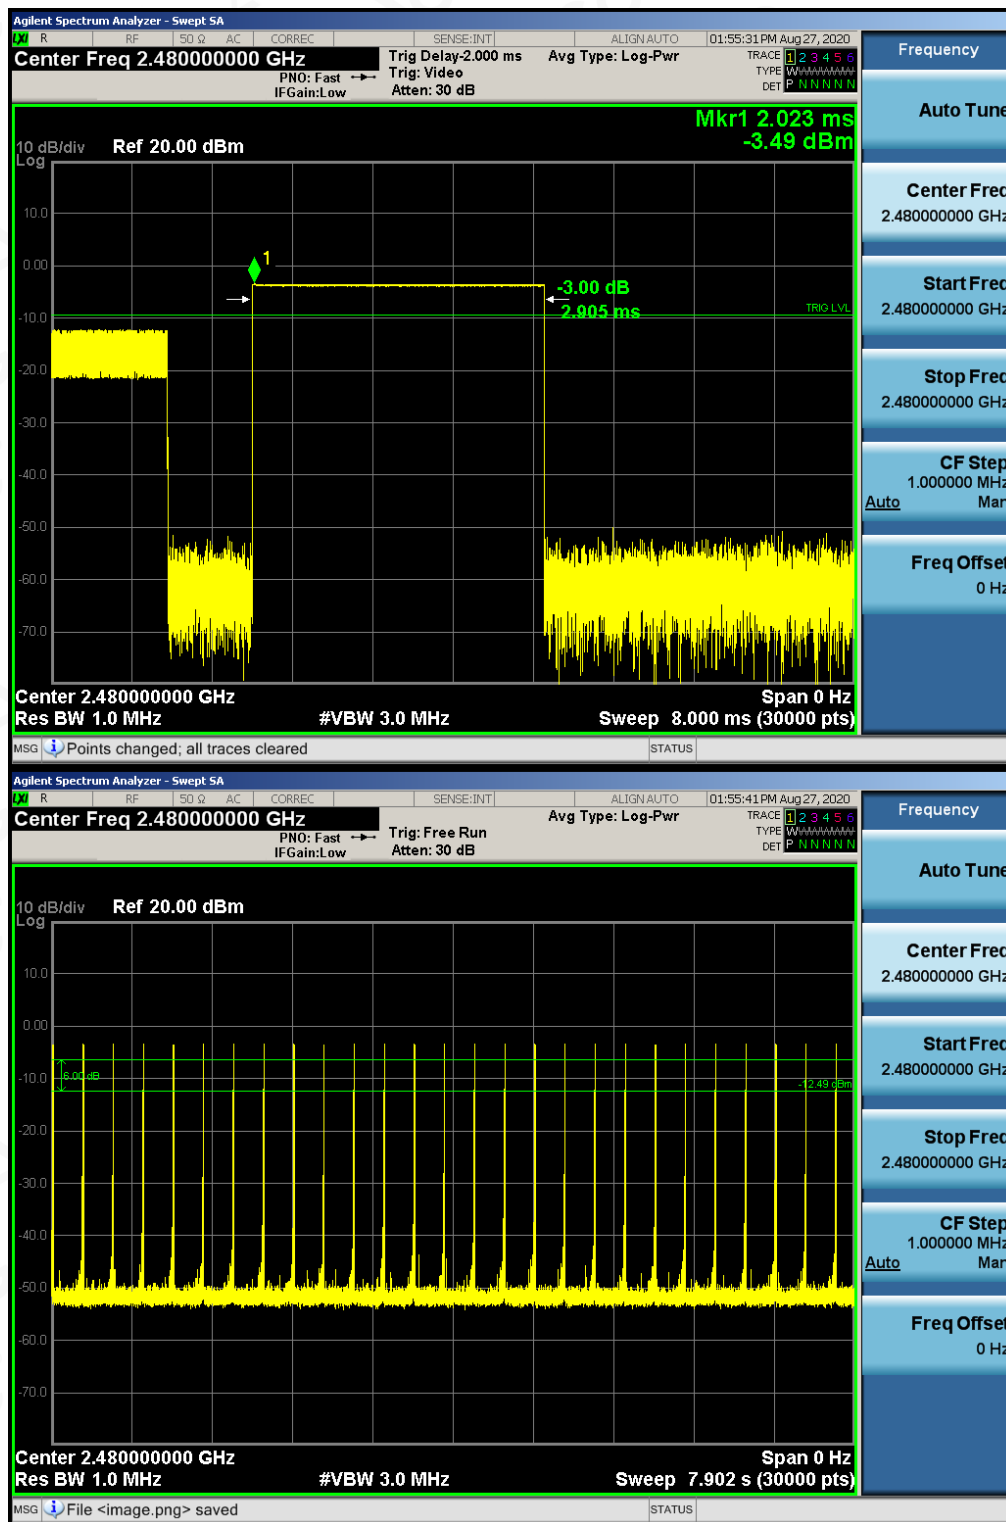 Agilent Spectrum Analyzer - Swept SA
LXI R RF 50 Ω AC CORREC SENSE:INT ALIGN AUTO 01:55:31 PM Aug 27, 2020
Center Freq 2.480000000 GHz
PNO: Fast
IFGain:Low
Trig Delay-2.000 ms
Trig: Video
Atten: 30 dB
Avg Type: Log-Pwr
TRACE 1 2 3 4 5 6
TYPE
DET P N N N N N
Frequency
Auto Tune
Mkr1 2.023 ms
-3.49 dBm
10 dB/div
Log
Ref 20.00 dBm
10.0
0.00
-10.0
-20.0
-30.0
-40.0
-50.0
-60.0
-70.0
1
-3.00 dB
2.905 ms
TRIG LVL
Center Freq
2.480000000 GHz
Start Freq
2.480000000 GHz
Stop Freq
2.480000000 GHz
CF Step
1.000000 MHz
Auto Man
Freq Offset
0 Hz
Center 2.480000000 GHz Span 0 Hz
Res BW 1.0 MHz #VBW 3.0 MHz Sweep 8.000 ms (30000 pts)
MSG Points changed; all traces cleared STATUS
Agilent Spectrum Analyzer - Swept SA
LXI R RF 50 Ω AC CORREC SENSE:INT ALIGN AUTO 01:55:41 PM Aug 27, 2020
Center Freq 2.480000000 GHz
PNO: Fast
IFGain:Low
Trig: Free Run
Atten: 30 dB
Avg Type: Log-Pwr
TRACE 1 2 3 4 5 6
TYPE
DET P N N N N N
Frequency
Auto Tune
10 dB/div
Log
Ref 20.00 dBm
10.0
0.00
-10.0
-20.0
-30.0
-40.0
-50.0
-60.0
-70.0
6.00 dB
-12.49 dBm
Center Freq
2.480000000 GHz
Start Freq
2.480000000 GHz
Stop Freq
2.480000000 GHz
CF Step
1.000000 MHz
Auto Man
Freq Offset
0 Hz
Center 2.480000000 GHz Span 0 Hz
Res BW 1.0 MHz #VBW 3.0 MHz Sweep 7.902 s (30000 pts)
MSG File <image.png> saved STATUS